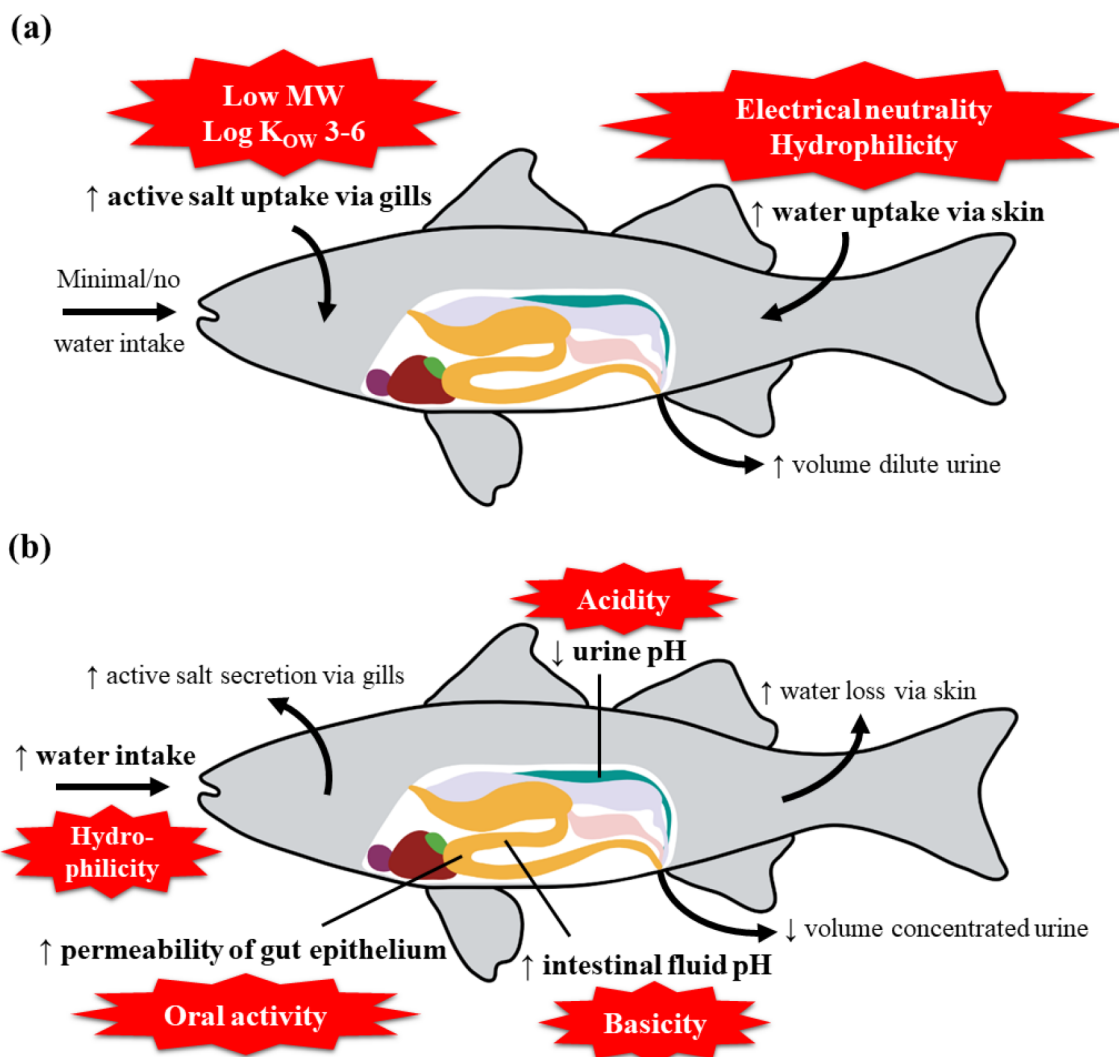 (a)
Low MW
Log K_OW 3-6
Electrical neutrality
Hydrophilicity
↑ active salt uptake via gills
↑ water uptake via skin
Minimal/no
water intake
↑ volume dilute urine
(b)
Acidity
↓ urine pH
↑ active salt secretion via gills
↑ water loss via skin
↑ water intake
Hydro-
philicity
↓ volume concentrated urine
↑ permeability of gut epithelium
↑ intestinal fluid pH
Oral activity
Basicity